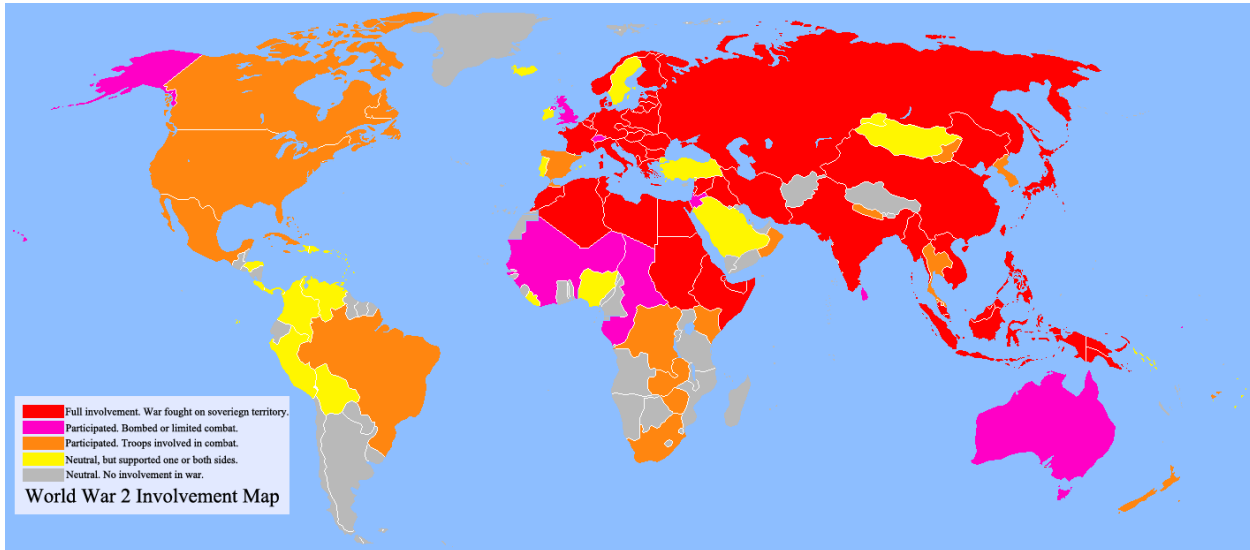 Full involvement. War fought on soveriegn territory.
Participated. Bombed or limited combat.
Participated. Troops involved in combat.
Neutral, but supported one or both sides.
Neutral. No involvement in war.
World War 2 Involvement Map